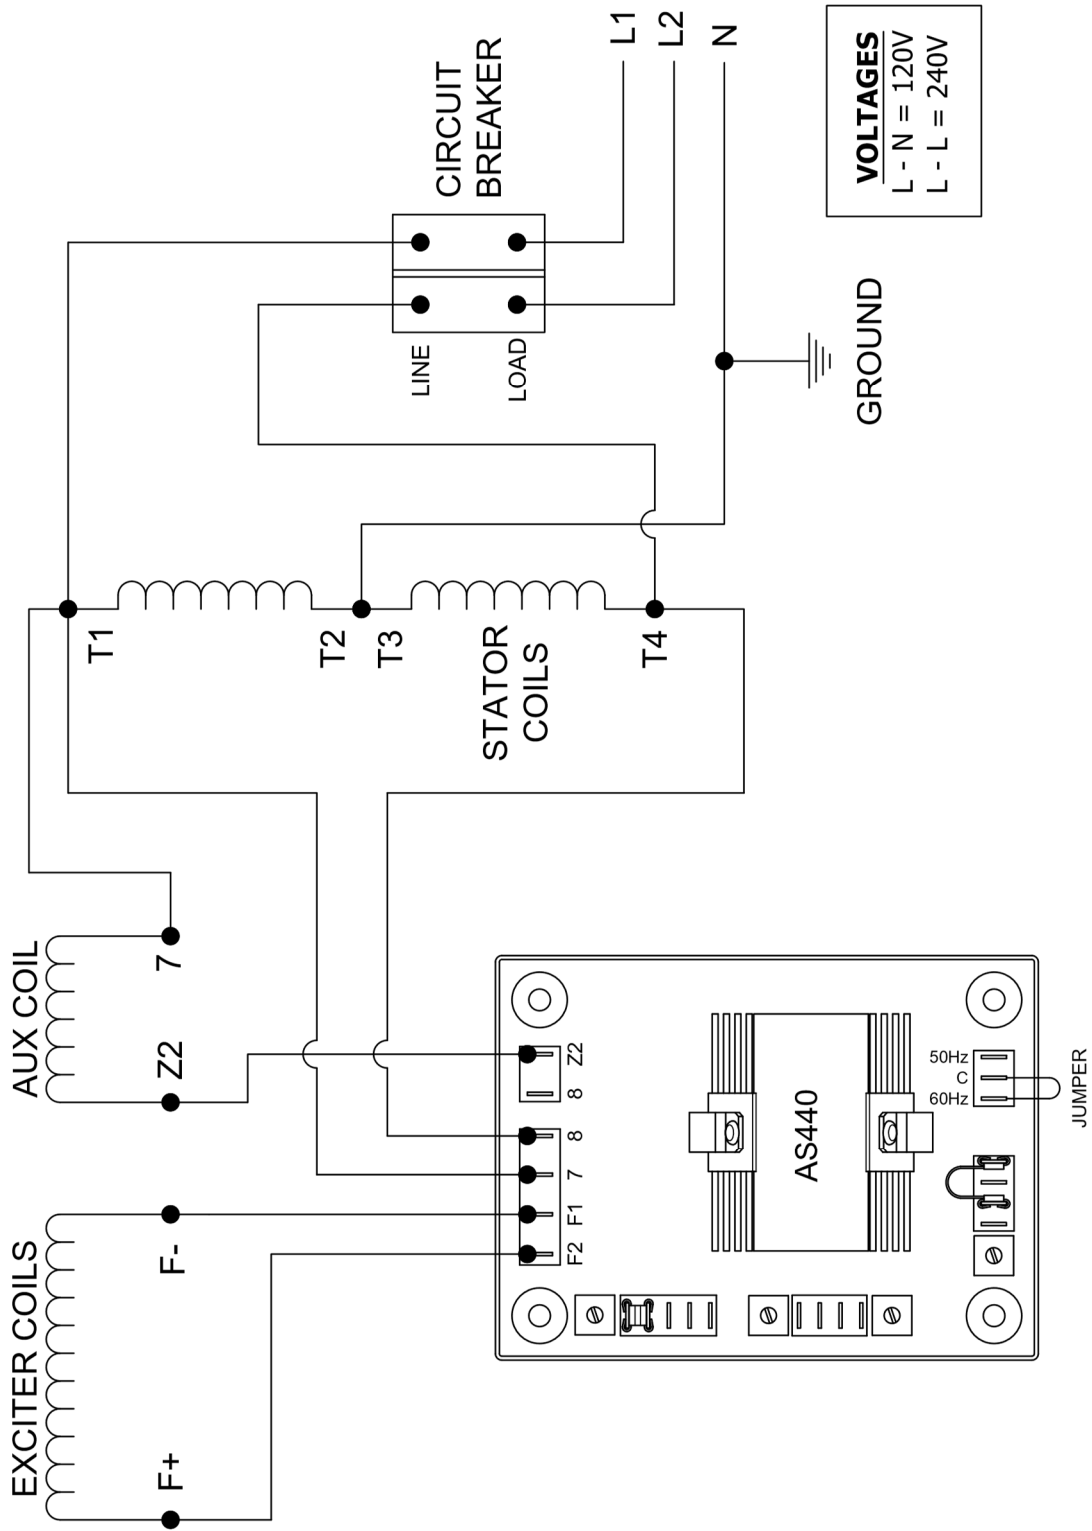 EXCITER COILS
AUX COIL
F+
F-
Z2
7
T1
T2
T3
T4
STATOR
COILS
CIRCUIT
BREAKER
LINE
LOAD
L1
L2
N
GROUND
VOLTAGES
L - N = 120V
L - L = 240V
F2
F1
7
8
8
Z2
AS440
60Hz
C
50Hz
JUMPER